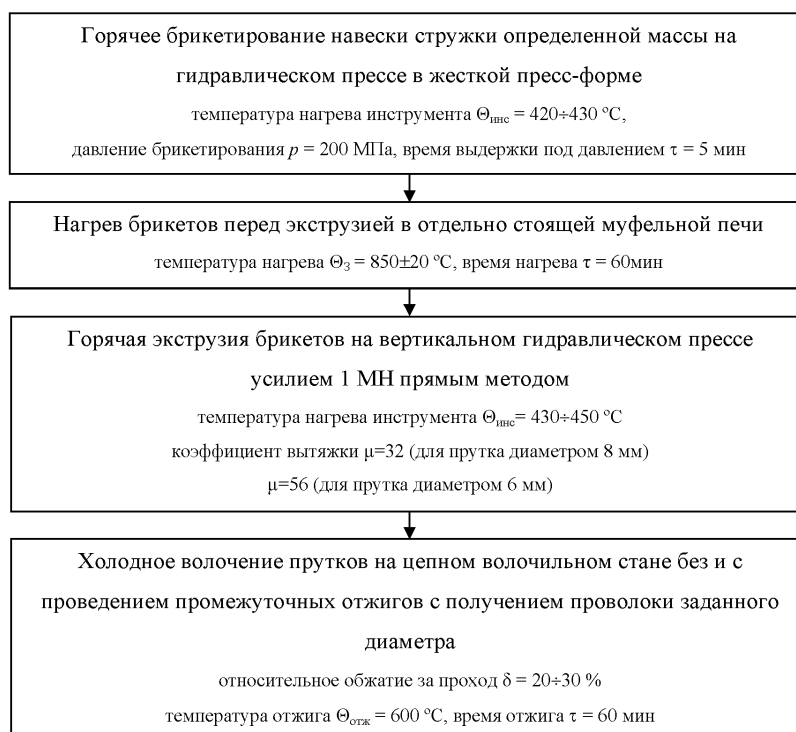 Горячее брикетирование навески стружки определенной массы на
гидравлическом прессе в жесткой пресс-форме
температура нагрева инструмента Θинс = 420÷430 ºС,
давление брикетирования p = 200 МПа, время выдержки под давлением τ = 5 мин
Нагрев брикетов перед экструзией в отдельно стоящей муфельной печи
температура нагрева ΘЗ = 850±20 ºС, время нагрева τ = 60мин
Горячая экструзия брикетов на вертикальном гидравлическом прессе
усилием 1 МН прямым методом
температура нагрева инструмента Θинс= 430÷450 ºС
коэффициент вытяжки μ=32 (для прутка диаметром 8 мм)
μ=56 (для прутка диаметром 6 мм)
Холодное волочение прутков на цепном волочильном стане без и с
проведением промежуточных отжигов с получением проволоки заданного
диаметра
относительное обжатие за проход δ = 20÷30 %
температура отжига Θотж = 600 ºС, время отжига τ = 60 мин